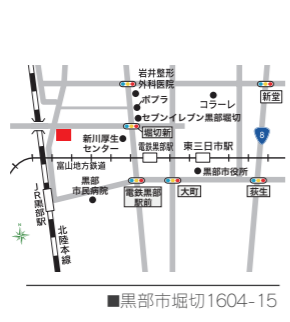 岩井整形
外科医院
ポプラ
コラーレ
新堂
セブンイレブン黒部堀切
新川厚生
センター
堀切新
8
電鉄黒部駅
東三日市駅
富山地方鉄道
黒部市役所
黒部
市民病院
電鉄黒部
駅前
大町
荻生
JR黒部駅
北陸本線
■黒部市堀切1604-15